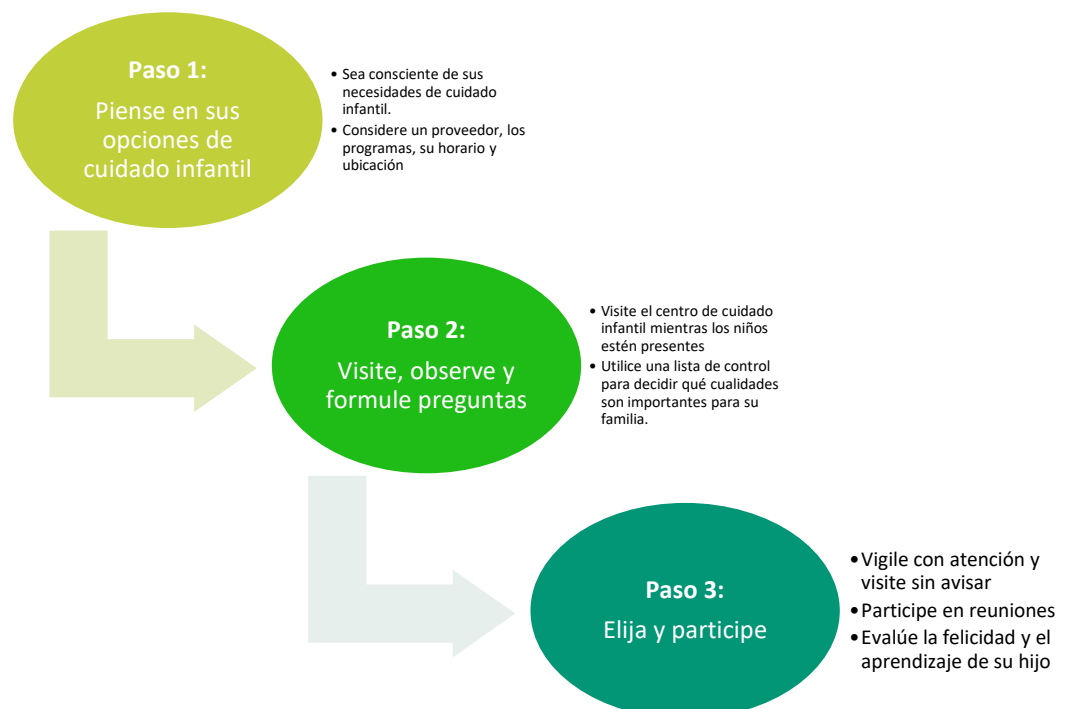 Paso 1:
Piense en sus
opciones de
cuidado infantil
• Sea consciente de sus
necesidades de cuidado
infantil.
• Considere un proveedor, los
programas, su horario y
ubicación
Paso 2:
Visite, observe y
formule preguntas
• Visite el centro de cuidado
infantil mientras los niños
estén presentes
• Utilice una lista de control
para decidir qué cualidades
son importantes para su
familia.
Paso 3:
Elija y participe
•Vigile con atención y
visite sin avisar
•Participe en reuniones
•Evalúe la felicidad y el
aprendizaje de su hijo